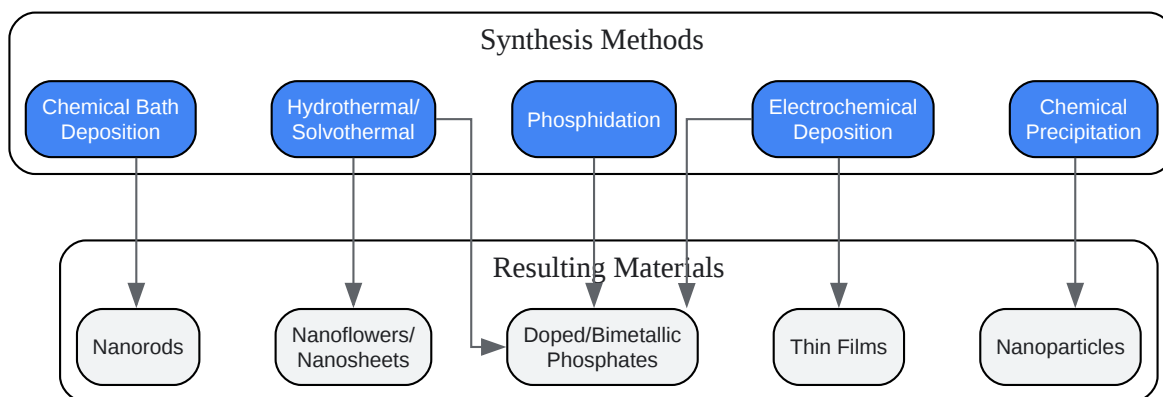 Synthesis Methods
Chemical Bath
Deposition
Hydrothermal/
Solvothermal
Phosphidation
Electrochemical
Deposition
Chemical
Precipitation
Resulting Materials
Nanorods
Nanoflowers/
Nanosheets
Doped/Bimetallic
Phosphates
Thin Films
Nanoparticles